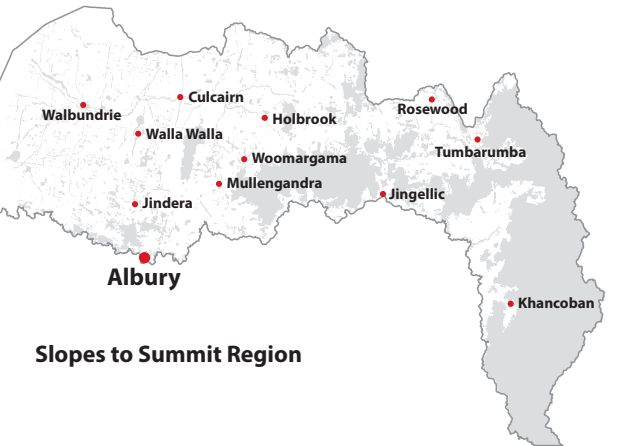 Culcairn
Walbundrie
Rosewood
Holbrook
Walla Walla
Tumbarumba
Woomargama
Mullengandra
Jingellic
Jindera
Albury
Khancoban
Slopes to Summit Region